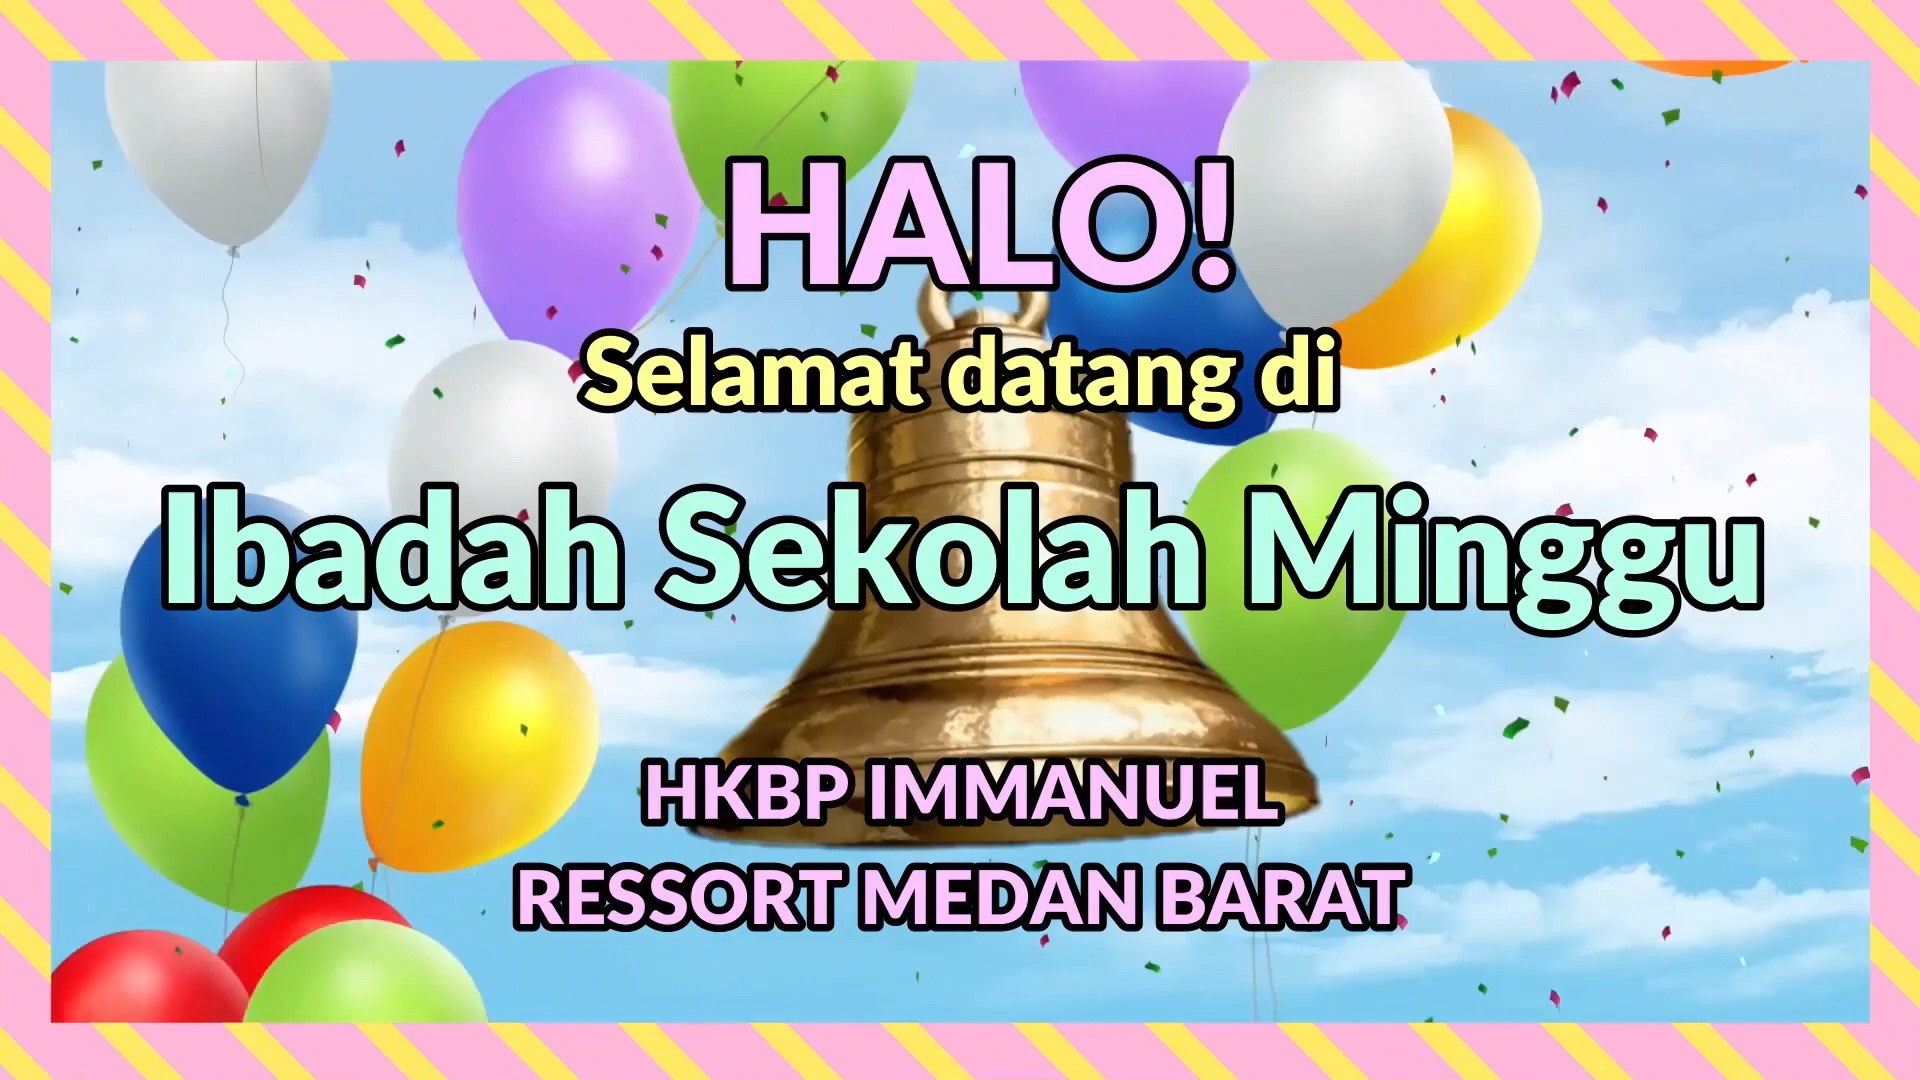 HALO!
Selamat datang di
Ibadah Sekolah Minggu
HKBP IMMANUEL
RESSORT MEDAN BARAT